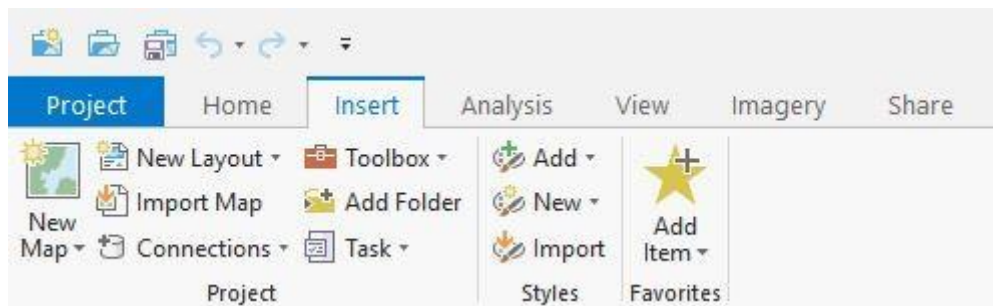 Project Home Insert Analysis View Imagery Share
New Map
New Layout
Import Map
Connections
Toolbox
Add Folder
Task
Project
Add
New
Import
Styles
Add
Item
Favorites